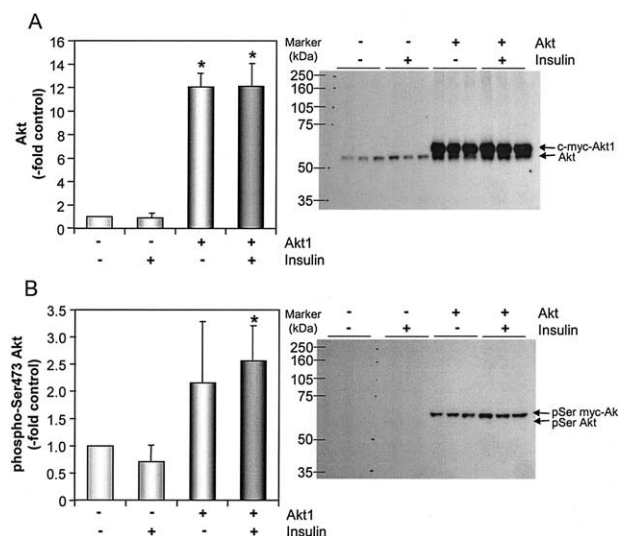 A
Akt
(-fold control)
16
14
12
10
8
6
4
2
0
* *
- - + + Akt1
- + - + Insulin
Marker
(kDa)
- - + + Akt
- + - + Insulin
250
160
105
75
50
35
c-myc-Akt1
Akt
B
phospho-Ser473 Akt
(-fold control)
3.5
3.0
2.5
2.0
1.5
1.0
0.5
0
*
- - + + Akt1
- + - + Insulin
Marker
(kDa)
- - + + Akt
- + - + Insulin
250
160
105
75
50
35
pSer myc-Ak
pSer Akt